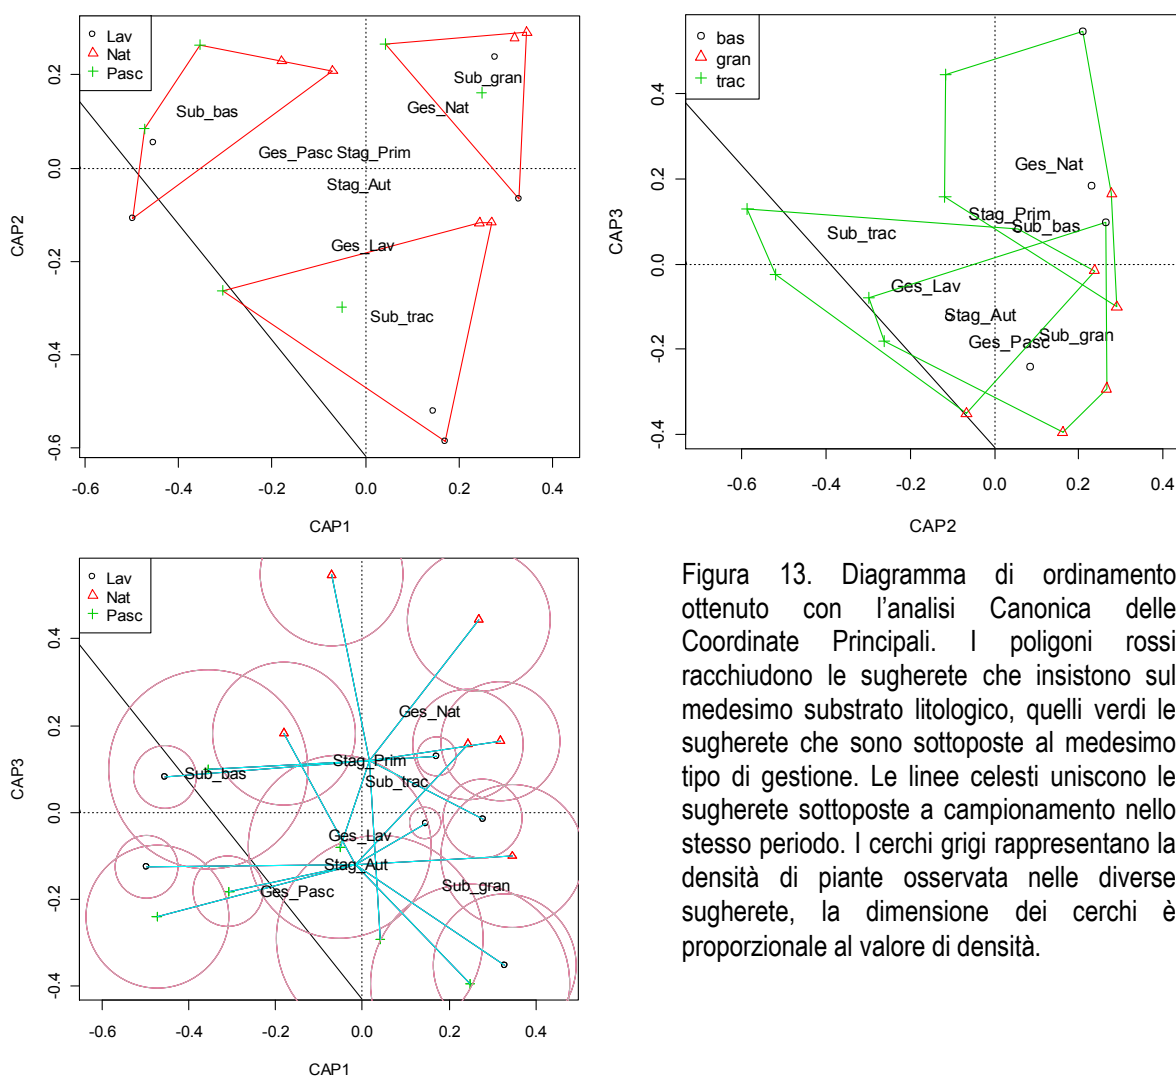 Lav
Nat
Pasc
Sub_gran
Sub_bas
Ges_Nat
Ges_Pasc Stag_Prim
Stag_Aut
Ges_Lav
Sub_trac
0.2
0.0
-0.2
-0.4
-0.6
CAP2
-0.6 -0.4 -0.2 0.0 0.2 0.4
CAP1
bas
gran
trac
Ges_Nat
Stag_Prim
Sub_bas
Sub_trac
Ges_Lav
Stag_Aut
Sub_gran
Ges_Pasc
0.4
0.2
0.0
-0.2
-0.4
CAP3
-0.6 -0.4 -0.2 0.0 0.2 0.4
CAP2
Lav
Nat
Pasc
Ges_Nat
Stag_Prim
Sub_bas
Sub_trac
Ges_Lav
Stag_Aut
Ges_Pasc
Sub_gran
0.4
0.2
0.0
-0.2
-0.4
CAP3
-0.6 -0.4 -0.2 0.0 0.2 0.4
CAP1
Figura 13. Diagramma di ordinamento
ottenuto con l'analisi Canonica delle
Coordinate Principali. I poligoni rossi
racchiudono le sugherete che insistono sul
medesimo substrato litologico, quelli verdi le
sugherete che sono sottoposte al medesimo
tipo di gestione. Le linee celesti uniscono le
sugherete sottoposte a campionamento nello
stesso periodo. I cerchi grigi rappresentano la
densità di piante osservata nelle diverse
sugherete, la dimensione dei cerchi è
proporzionale al valore di densità.